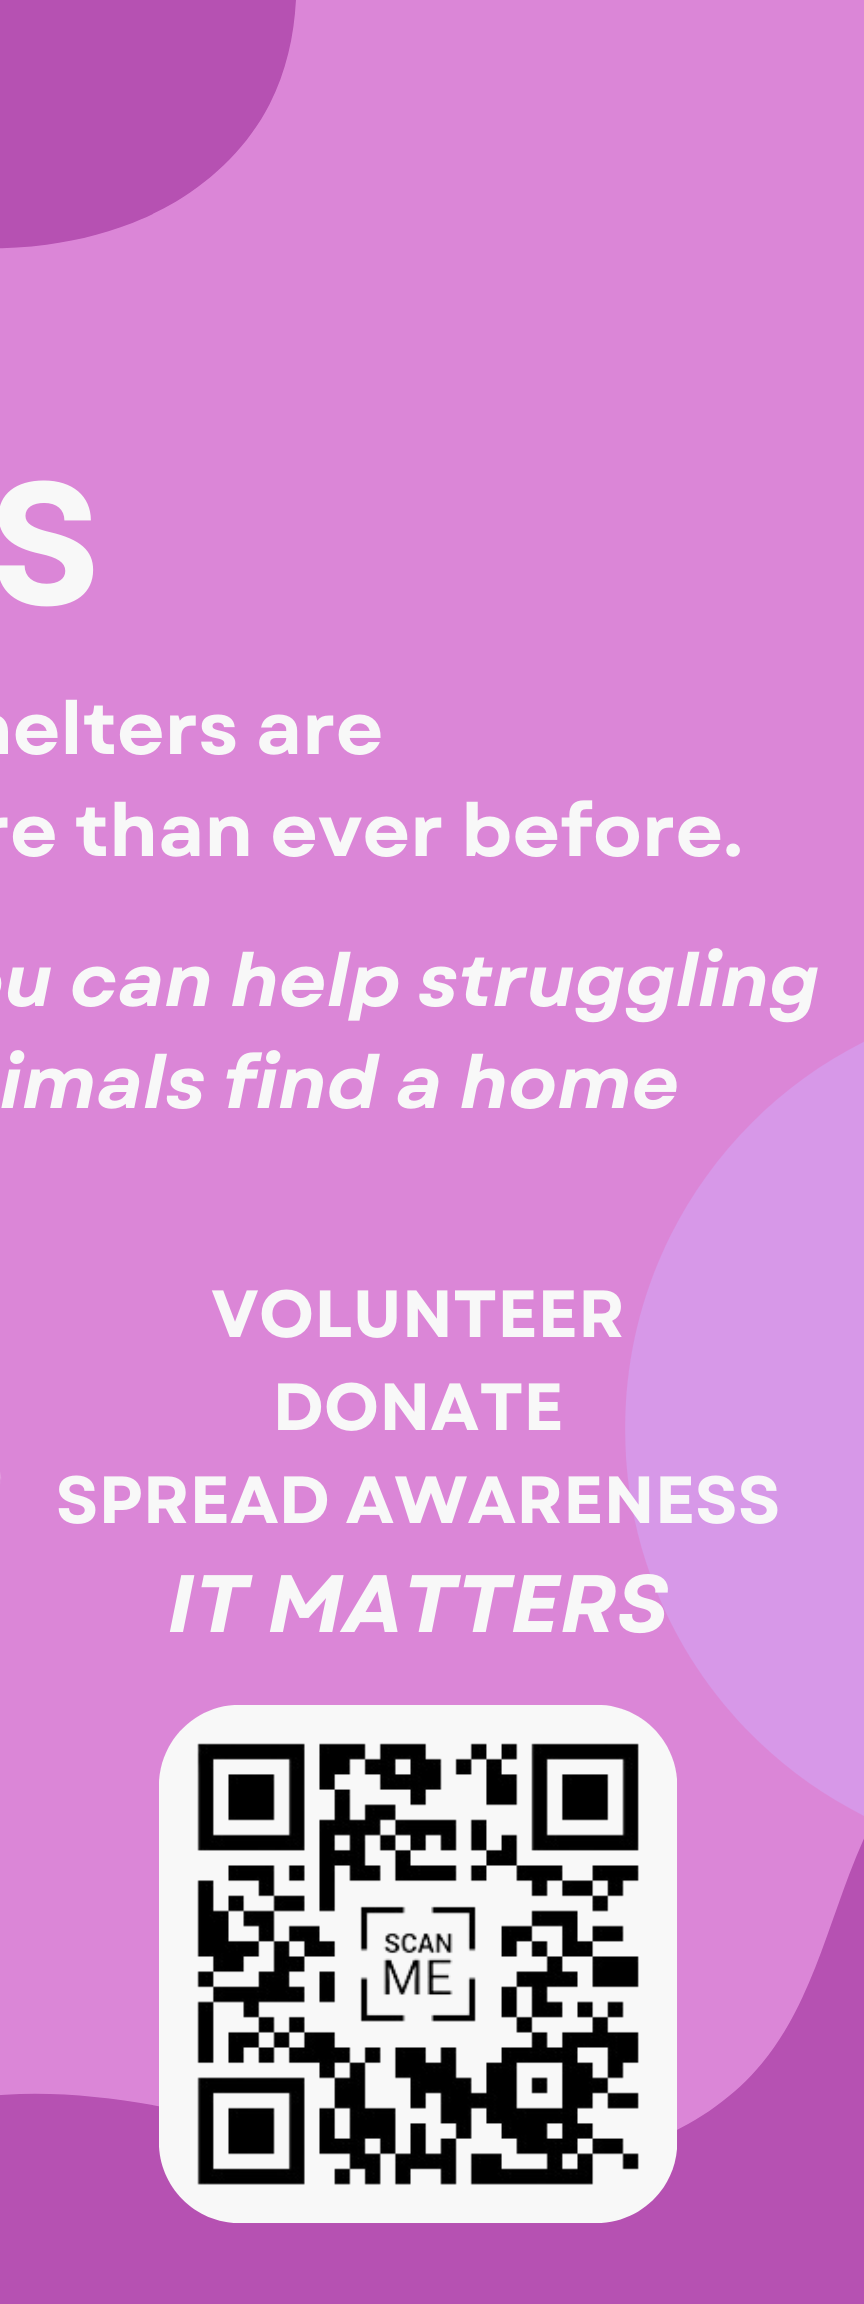 S
helters are
re than ever before.
ou can help struggling
imals find a home
VOLUNTEER
DONATE
SPREAD AWARENESS
IT MATTERS
SCAN
ME